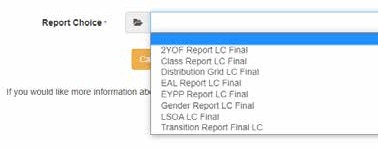 Report Choice *
2YOF Report LC Final
Class Report LC Final
Distribution Grid LC Final
EAL Report LC Final
EYPP Report LC Final
Gender Report LC Final
LSOA LC Final
Transition Report Final LC
Ca
If you would like more information abo